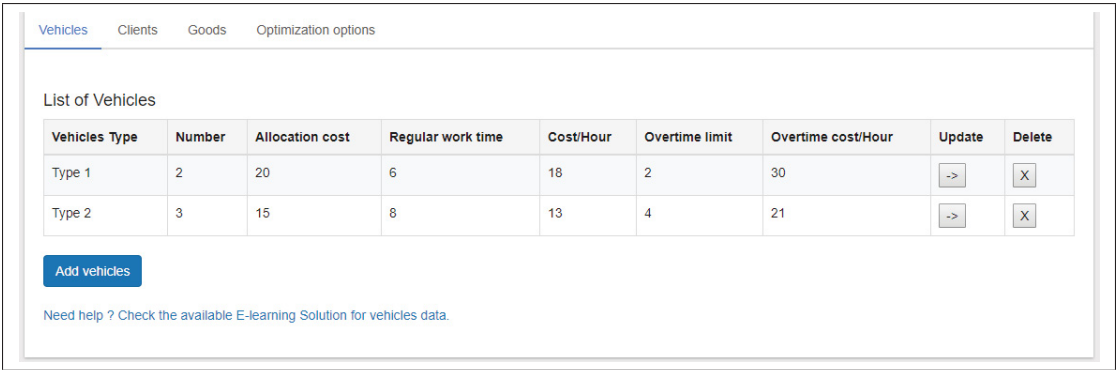 Vehicles Clients Goods Optimization options
List of Vehicles
Vehicles Type Number Allocation cost Regular work time Cost/Hour Overtime limit Overtime cost/Hour Update Delete
Type 1 2 20 6 18 2 30 -> X
Type 2 3 15 8 13 4 21 -> X
Add vehicles
Need help ? Check the available E-learning Solution for vehicles data.